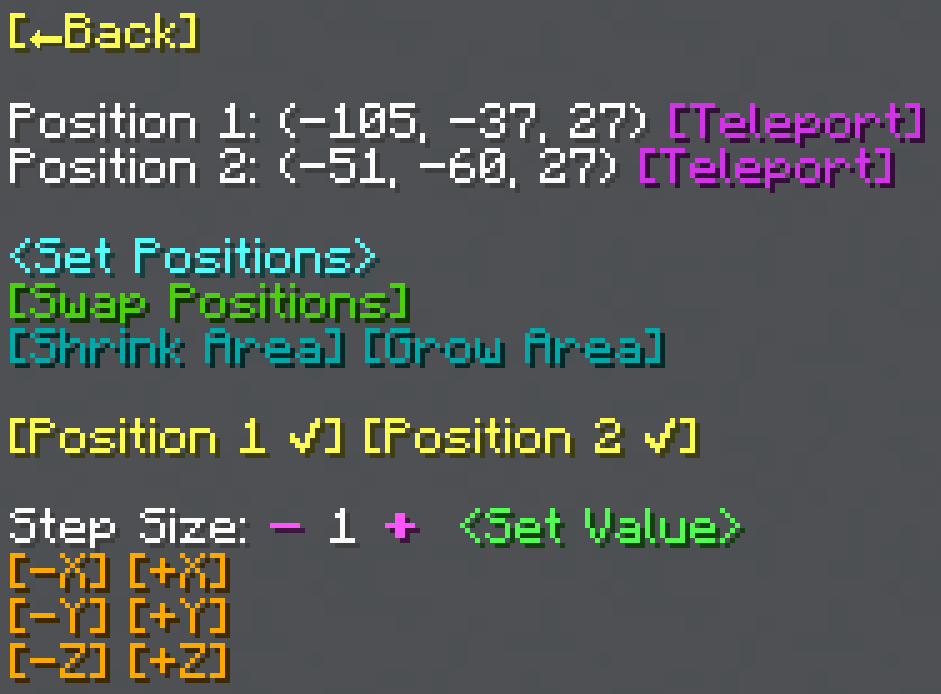 [←Back]
Position 1: (-105, -37, 27) [Teleport]
Position 2: (-51, -60, 27) [Teleport]
<Set Positions>
[Swap Positions]
[Shrink Area] [Grow Area]
[Position 1 ✓] [Position 2 ✓]
Step Size: - 1 + <Set Value>
[-X] [+X]
[-Y] [+Y]
[-Z] [+Z]